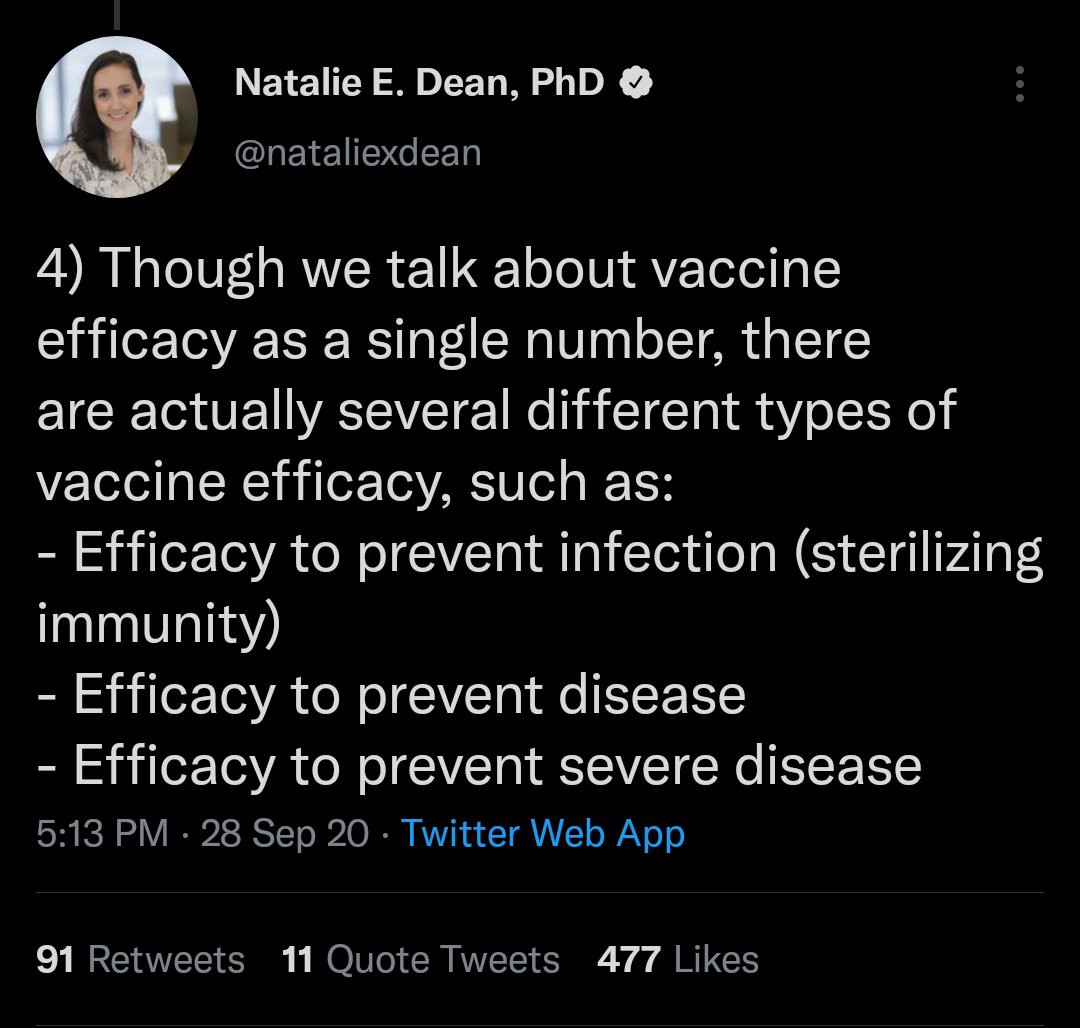 Natalie E. Dean, PhD
@nataliexdean
4) Though we talk about vaccine
efficacy as a single number, there
are actually several different types of
vaccine efficacy, such as:
- Efficacy to prevent infection (sterilizing
immunity)
- Efficacy to prevent disease
- Efficacy to prevent severe disease
5:13 PM · 28 Sep 20 · Twitter Web App
91 Retweets 11 Quote Tweets 477 Likes